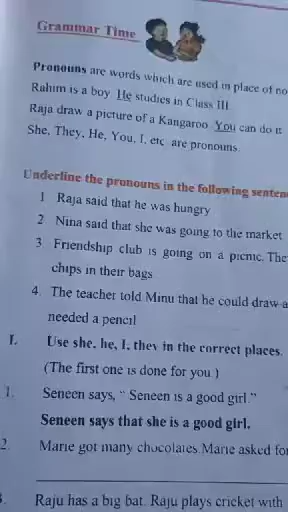 Grammar Time
Pronouns are words which are used in place of no
Rahim is a boy. He studies in Class III.
Raja draw a picture of a Kangaroo. You can do it.
She, They, He, You, I, etc. are pronouns.
Underline the pronouns in the following senten
1 Raja said that he was hungry
2 Nina said that she was going to the market
3. Friendship club is going on a picnic. The
chips in their bags
4. The teacher told Minu that he could draw a
needed a pencil
I. Use she, he, I, they in the correct places.
(The first one is done for you.)
1. Seneen says, “ Seneen is a good girl.”
Seneen says that she is a good girl.
2. Marie got many chocolates. Marie asked for
3. Raju has a big bat. Raju plays cricket with